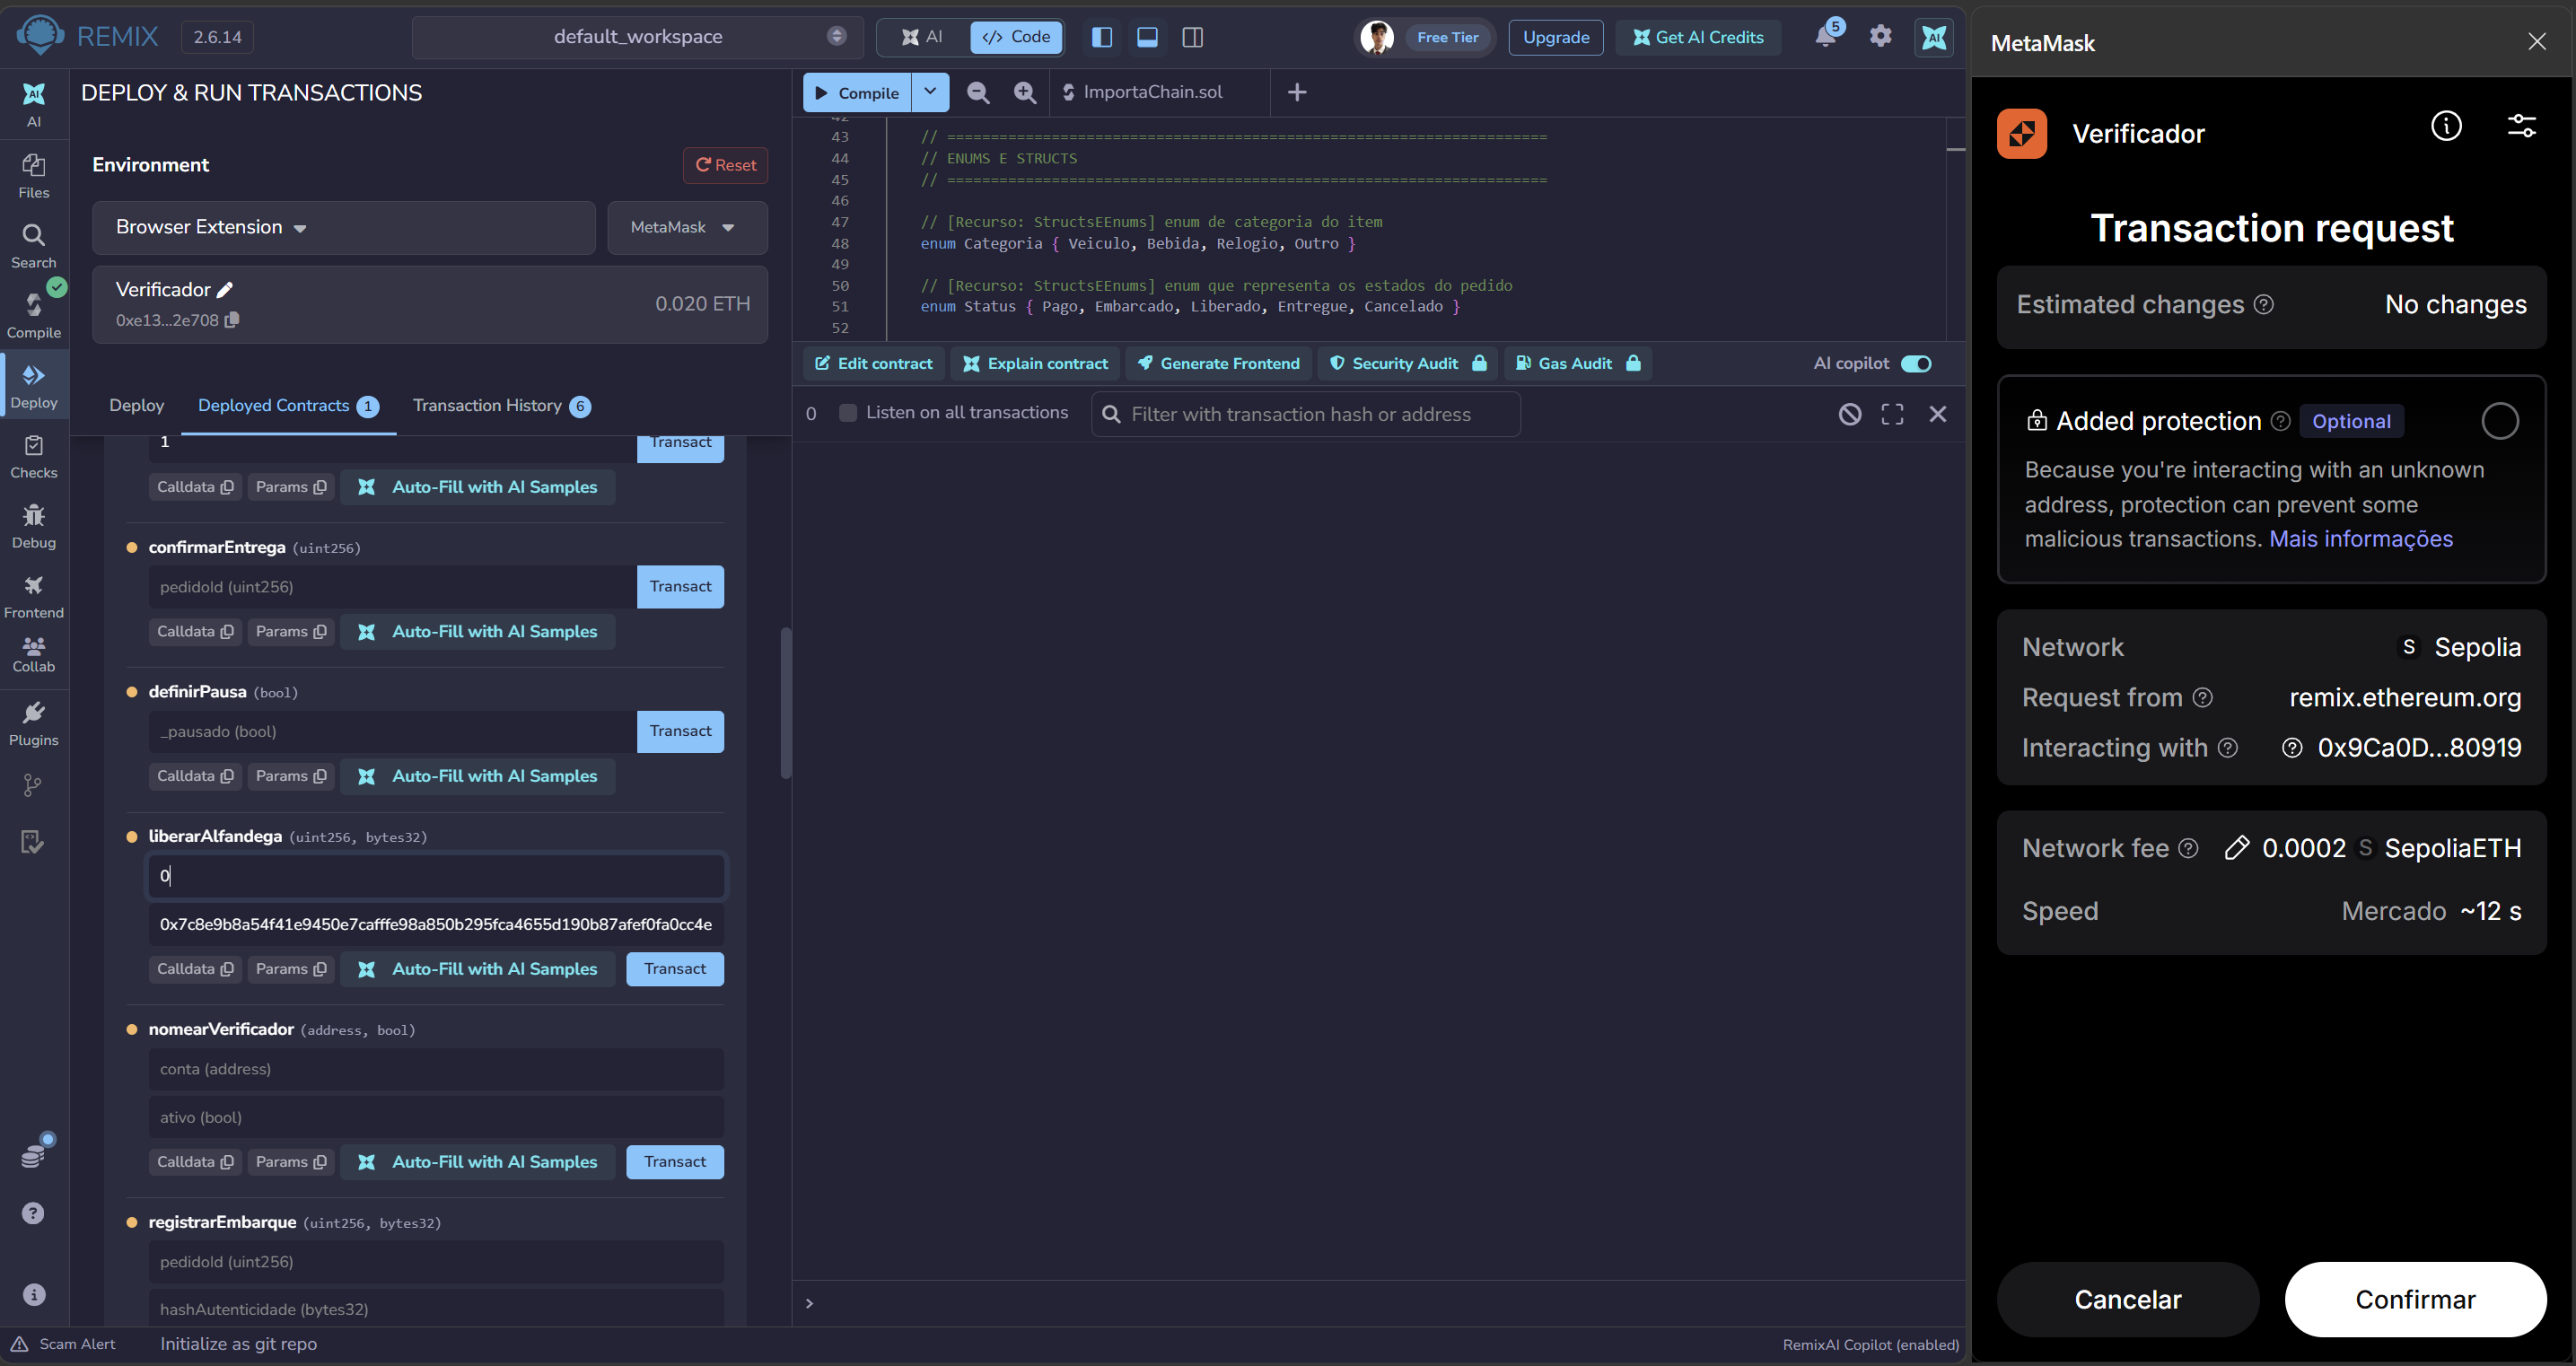 REMIX
2.6.14
default_workspace
AI
Code
Free Tier
Upgrade
Get AI Credits
5
AI
AI
AI
Files
Search
Compile
Deploy
Checks
Debug
Frontend
Collab
Plugins
DEPLOY & RUN TRANSACTIONS
Environment
Reset
Browser Extension
MetaMask
Verificador
0xe13...2e708
0.020 ETH
Deploy
Deployed Contracts 1
Transaction History 6
1
Transact
Calldata
Params
Auto-Fill with AI Samples
confirmarEntrega (uint256)
pedidoId (uint256)
Transact
Calldata
Params
Auto-Fill with AI Samples
definirPausa (bool)
_pausado (bool)
Transact
Calldata
Params
Auto-Fill with AI Samples
liberarAlfandega (uint256, bytes32)
0
0x7c8e9b8a54f41e9450e7cafffe98a850b295fca4655d190b87afef0fa0cc4e
Calldata
Params
Auto-Fill with AI Samples
Transact
nomearVerificador (address, bool)
conta (address)
ativo (bool)
Calldata
Params
Auto-Fill with AI Samples
Transact
registrarEmbarque (uint256, bytes32)
pedidoId (uint256)
hashAutenticidade (bytes32)
Scam Alert
Initialize as git repo
Compile
ImportaChain.sol
42
43 // =====================================================================
44 // ENUMS E STRUCTS
45 // =====================================================================
46
47 // [Recurso: StructsEEnums] enum de categoria do item
48 enum Categoria { Veiculo, Bebida, Relogio, Outro }
49
50 // [Recurso: StructsEEnums] enum que representa os estados do pedido
51 enum Status { Pago, Embarcado, Liberado, Entregue, Cancelado }
52
Edit contract
Explain contract
Generate Frontend
Security Audit
Gas Audit
AI copilot
0
Listen on all transactions
Filter with transaction hash or address
>
RemixAI Copilot (enabled)
MetaMask
Verificador
Transaction request
Estimated changes
No changes
Added protection
Optional
Because you're interacting with an unknown
address, protection can prevent some
malicious transactions. Mais informações
Network
S Sepolia
Request from
remix.ethereum.org
Interacting with
0x9Ca0D...80919
Network fee
0.0002 S SepoliaETH
Speed
Mercado ~12 s
Cancelar
Confirmar